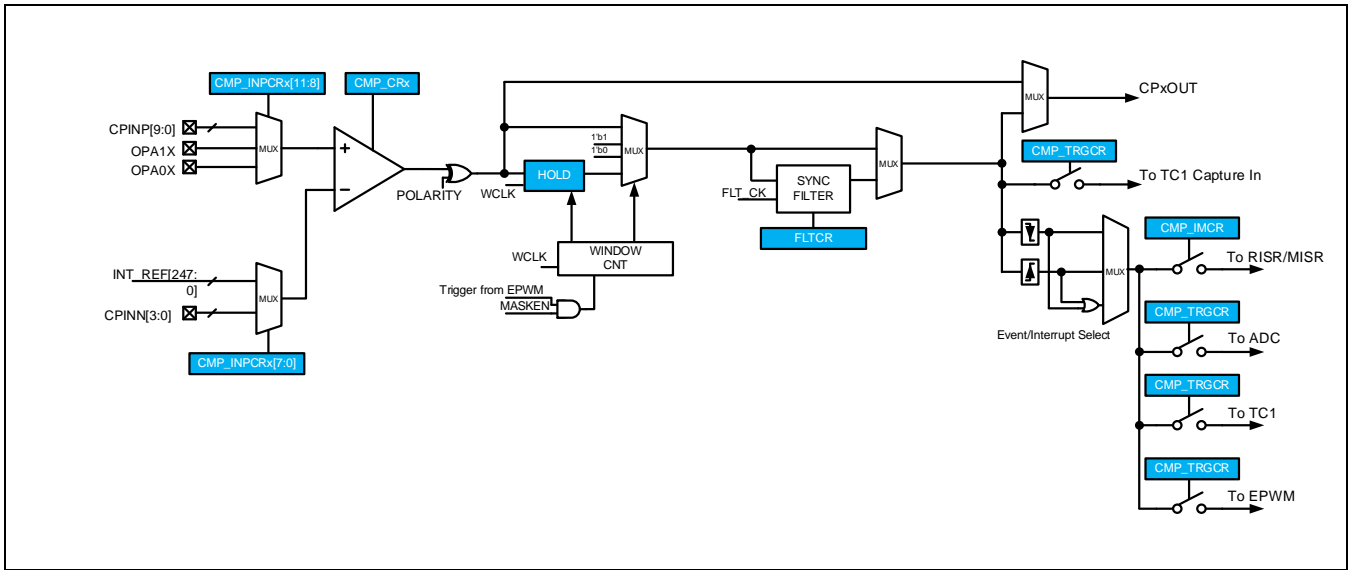 CMP_INPCRx[11:8]
CMP_CRx
CPINP[9:0]
OPA1X
OPA0X
MUX
+
−
POLARITY
INT_REF[247:
0]
CPINN[3:0]
MUX
CMP_INPCRx[7:0]
1'b1
1'b0
MUX
HOLD
WCLK
WCLK
WINDOW
CNT
Trigger from EPWM
MASKEN
FLT_CK
SYNC
FILTER
FLTCR
MUX
MUX
CPxOUT
CMP_TRGCR
To TC1 Capture In
MUX
Event/Interrupt Select
CMP_IMCR
To RISR/MISR
CMP_TRGCR
To ADC
CMP_TRGCR
To TC1
CMP_TRGCR
To EPWM